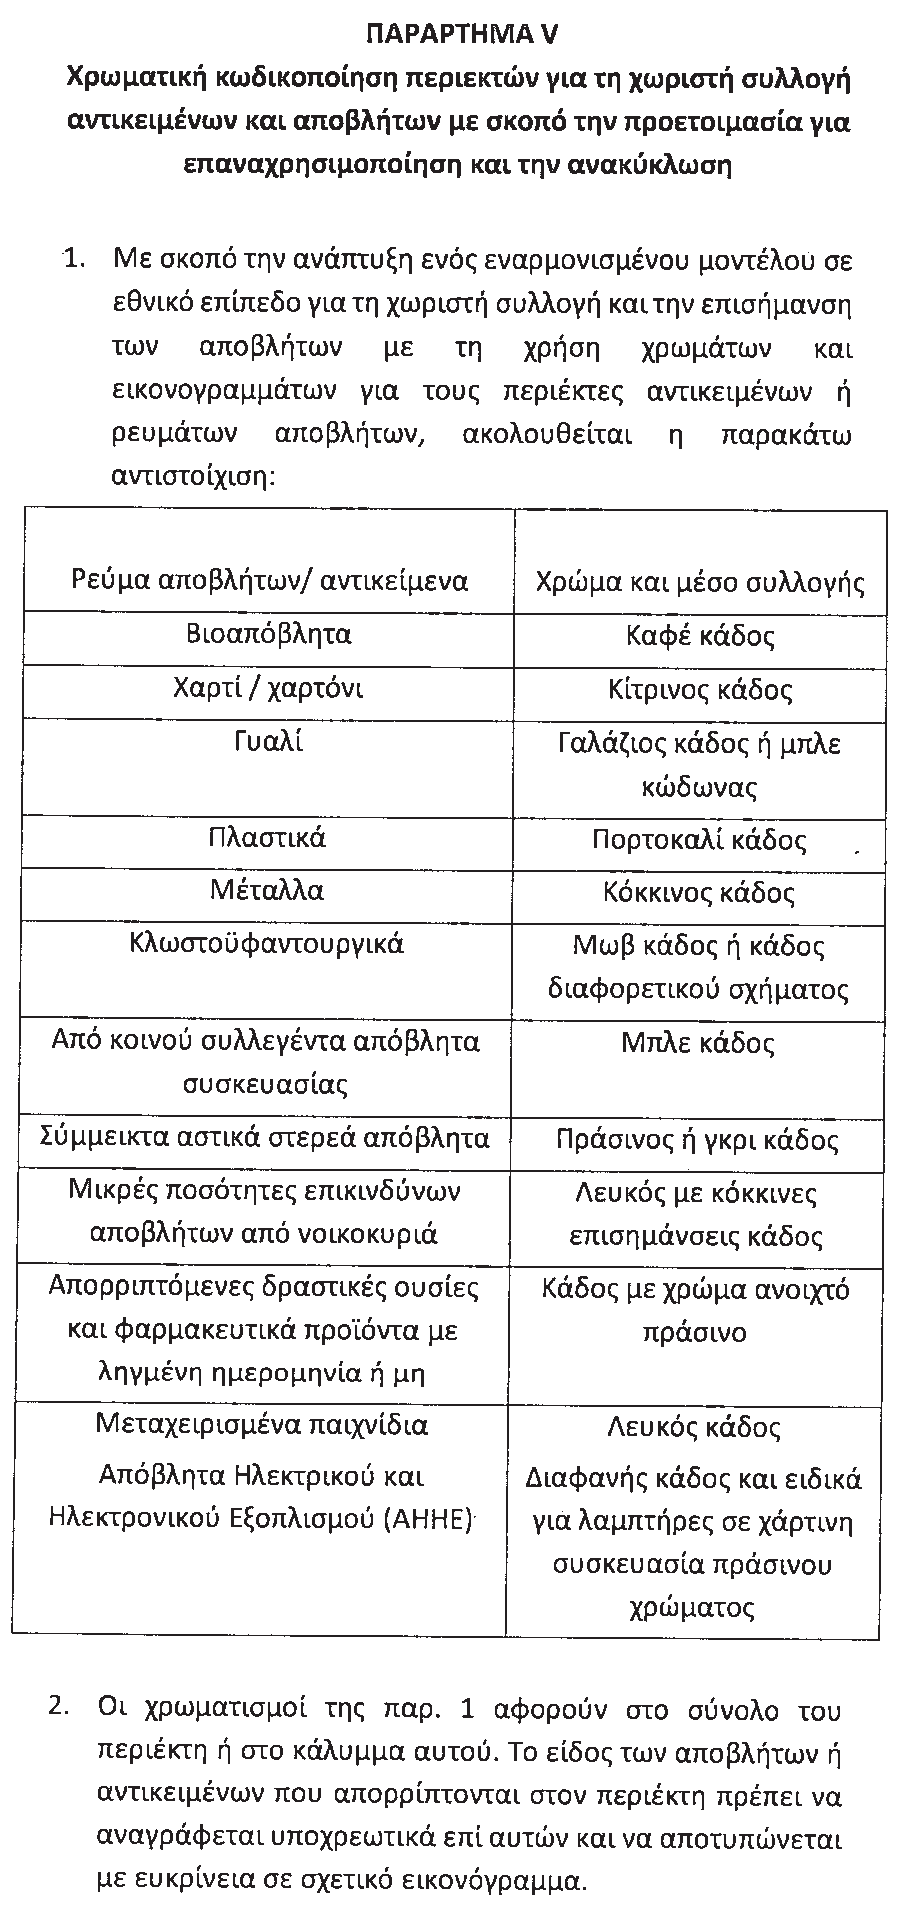 ΠΑΡΑΡΤΗΜΑ V
Χρωματική κωδικοποίηση περιεκτών για τη χωριστή συλλογή
αντικειμένων και αποβλήτων με σκοπό την προετοιμασία για
επαναχρησιμοποίηση και την ανακύκλωση
1. Με σκοπό την ανάπτυξη ενός εναρμονισμένου μοντέλου σε
εθνικό επίπεδο για τη χωριστή συλλογή και την επισήμανση
των αποβλήτων με τη χρήση χρωμάτων και
εικονογραμμάτων για τους περιέκτες αντικειμένων ή
ρευμάτων αποβλήτων, ακολουθείται η παρακάτω
αντιστοίχιση:
Ρεύμα αποβλήτων/ αντικείμενα
Χρώμα και μέσο συλλογής
Βιοαπόβλητα
Καφέ κάδος
Χαρτί / χαρτόνι
Κίτρινος κάδος
Γυαλί
Γαλάζιος κάδος ή μπλε
κώδωνας
Πλαστικά
Πορτοκαλί κάδος
Μέταλλα
Κόκκινος κάδος
Κλωστοϋφαντουργικά
Μωβ κάδος ή κάδος
διαφορετικού σχήματος
Από κοινού συλλεγέντα απόβλητα
συσκευασίας
Μπλε κάδος
Σύμμεικτα αστικά στερεά απόβλητα
Πράσινος ή γκρι κάδος
Μικρές ποσότητες επικινδύνων
αποβλήτων από νοικοκυριά
Λευκός με κόκκινες
επισημάνσεις κάδος
Απορριπτόμενες δραστικές ουσίες
και φαρμακευτικά προϊόντα με
ληγμένη ημερομηνία ή μη
Κάδος με χρώμα ανοιχτό
πράσινο
Μεταχειρισμένα παιχνίδια
Λευκός κάδος
Απόβλητα Ηλεκτρικού και
Ηλεκτρονικού Εξοπλισμού (ΑΗΗΕ)
Διαφανής κάδος και ειδικά
για λαμπτήρες σε χάρτινη
συσκευασία πράσινου
χρώματος
2. Οι χρωματισμοί της παρ. 1 αφορούν στο σύνολο του
περιέκτη ή στο κάλυμμα αυτού. Το είδος των αποβλήτων ή
αντικειμένων που απορρίπτονται στον περιέκτη πρέπει να
αναγράφεται υποχρεωτικά επί αυτών και να αποτυπώνεται
με ευκρίνεια σε σχετικό εικονόγραμμα.